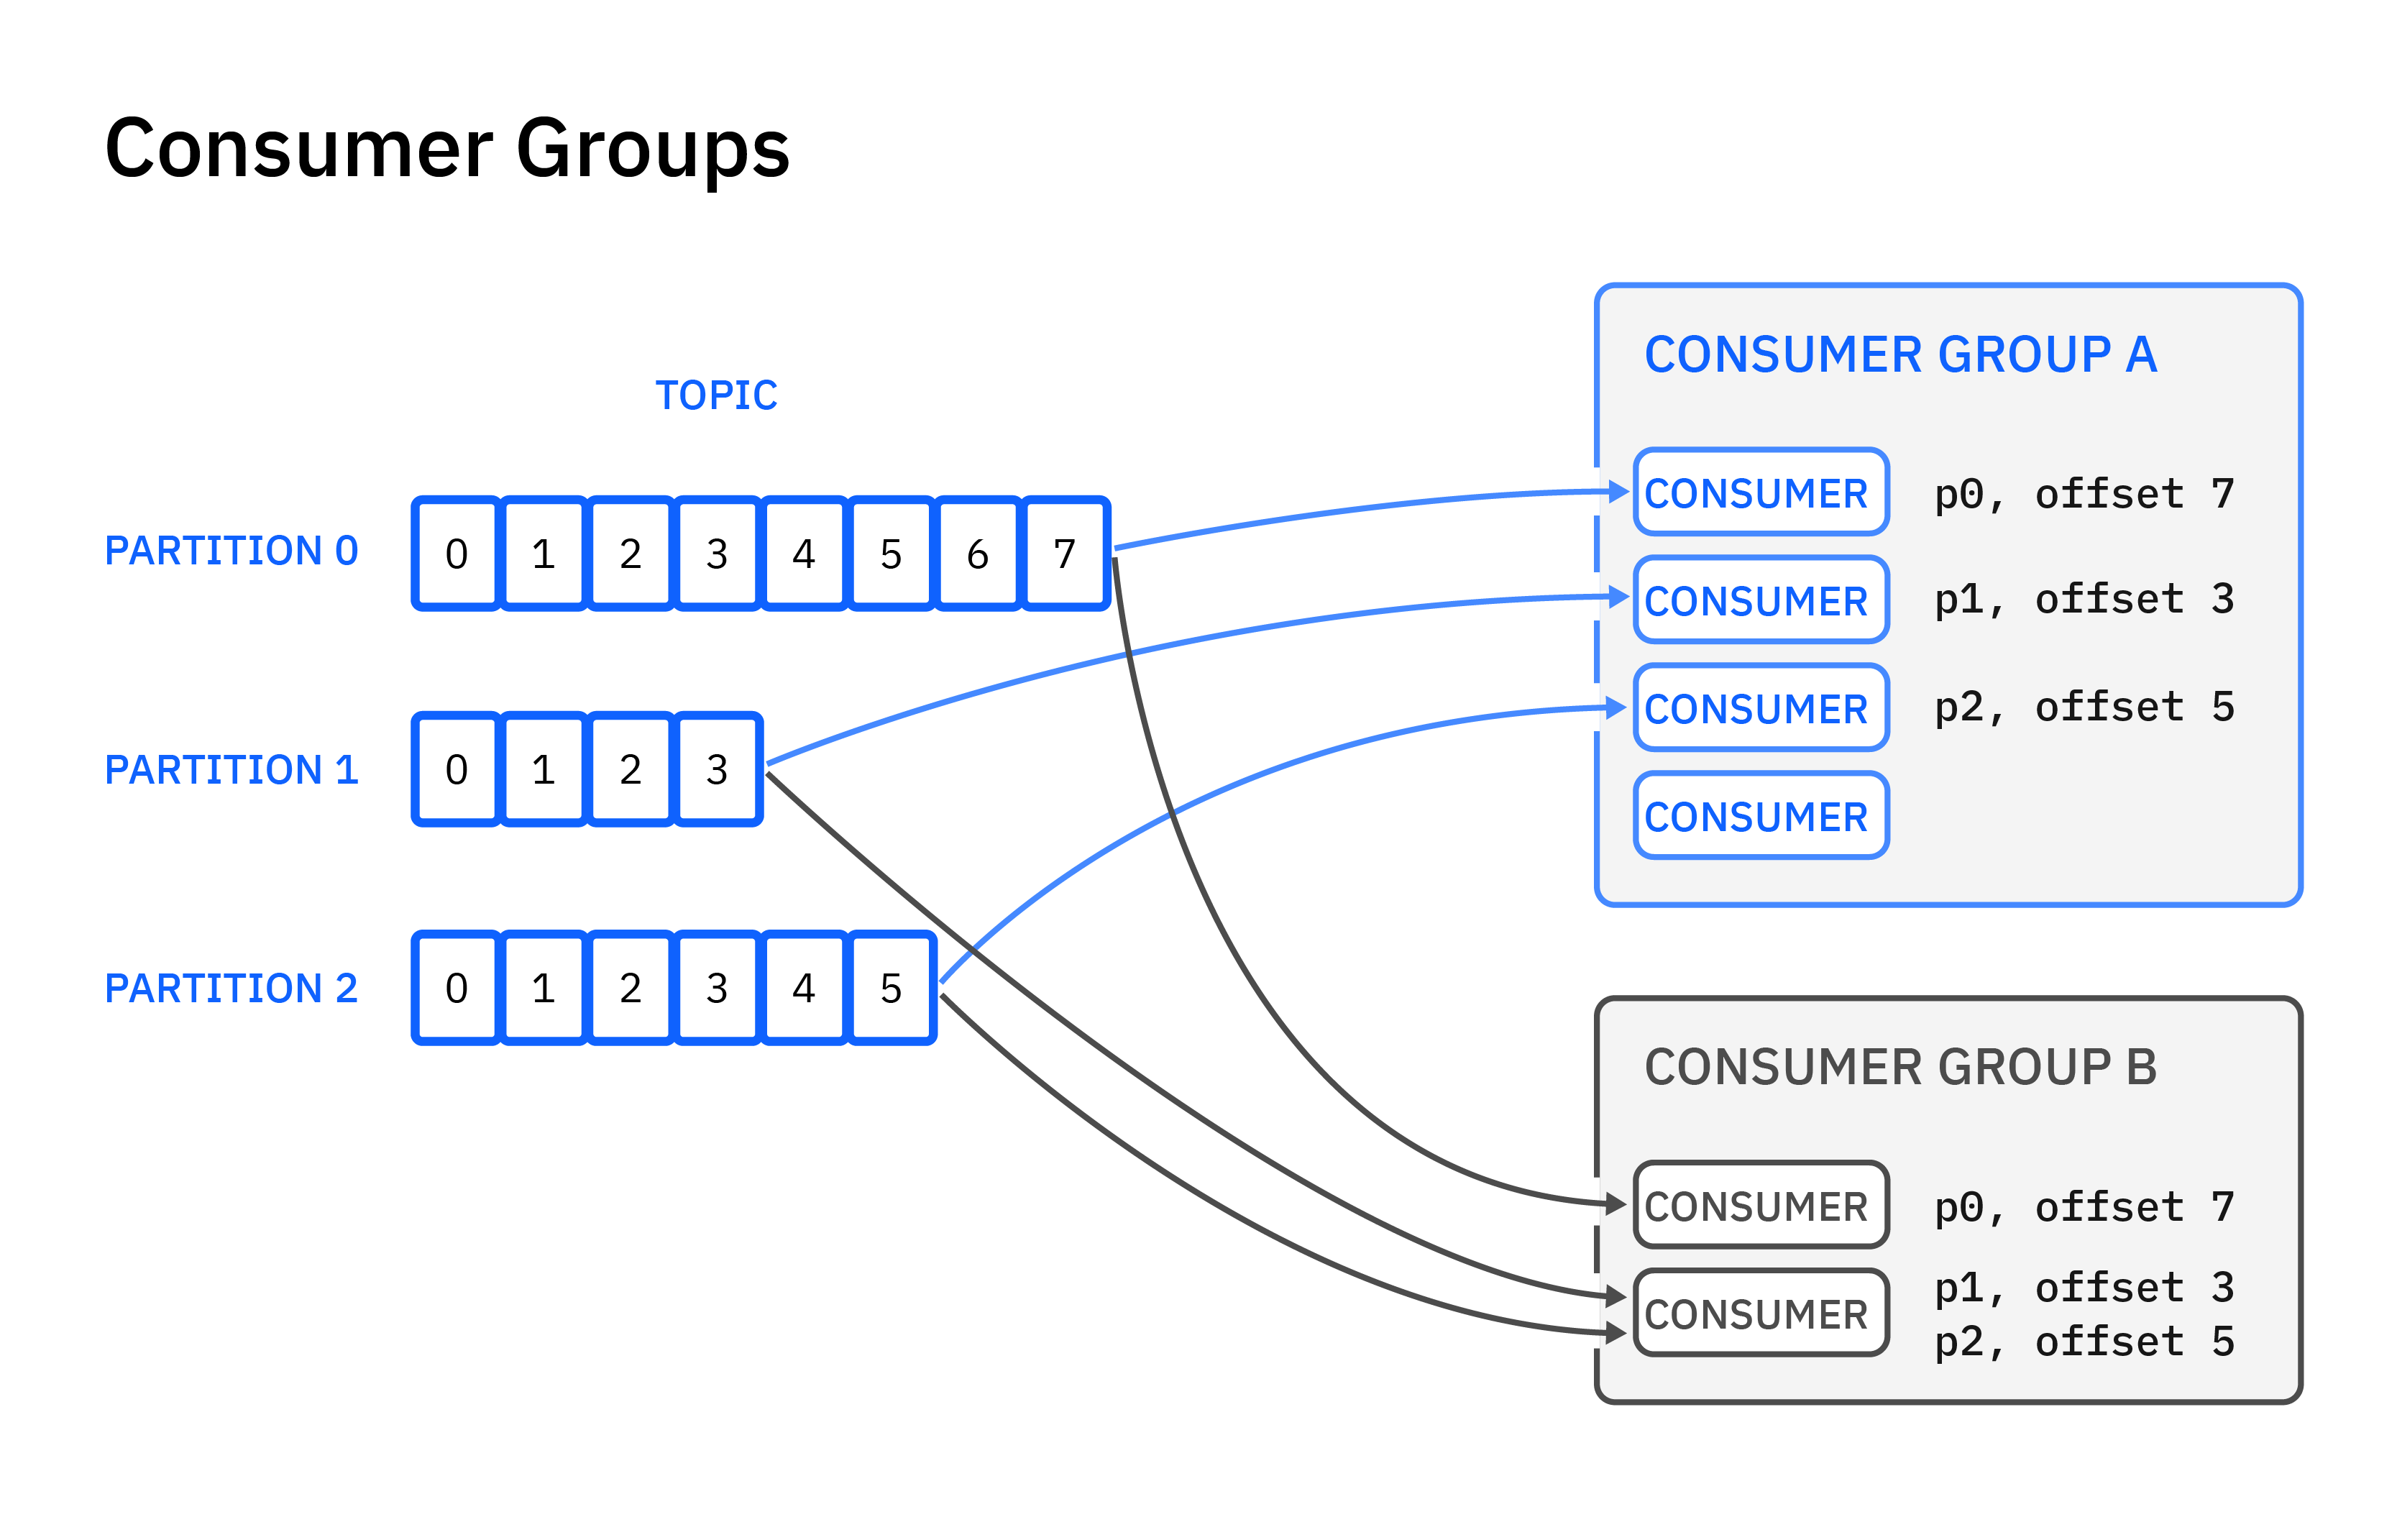 Consumer Groups
TOPIC
PARTITION 0
0 1 2 3 4 5 6 7
PARTITION 1
0 1 2 3
PARTITION 2
0 1 2 3 4 5
CONSUMER GROUP A
CONSUMER p0, offset 7
CONSUMER p1, offset 3
CONSUMER p2, offset 5
CONSUMER
CONSUMER GROUP B
CONSUMER p0, offset 7
CONSUMER p1, offset 3
p2, offset 5